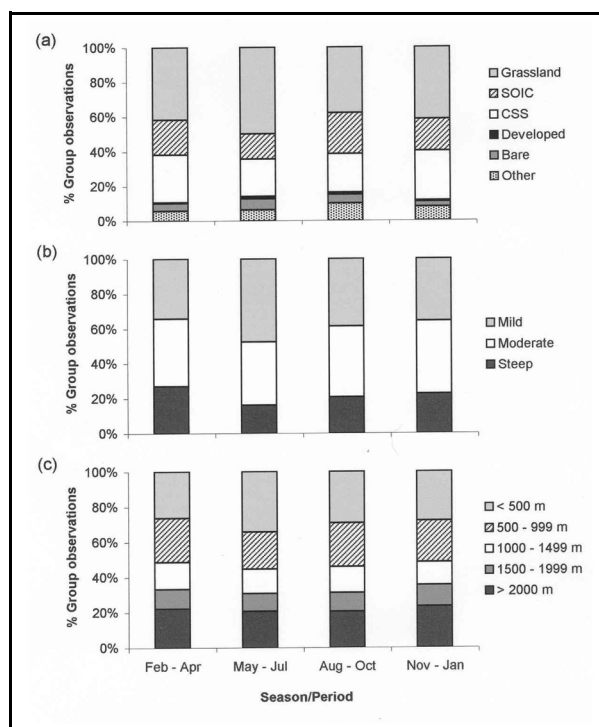 (a)
% Group observations
100%
80%
60%
40%
20%
0%
Grassland
SOIC
CSS
Developed
Bare
Other
(b)
% Group observations
100%
80%
60%
40%
20%
0%
Mild
Moderate
Steep
(c)
% Group observations
100%
80%
60%
40%
20%
0%
< 500 m
500 - 999 m
1000 - 1499 m
1500 - 1999 m
> 2000 m
Feb - Apr
May - Jul
Aug - Oct
Nov - Jan
Season/Period